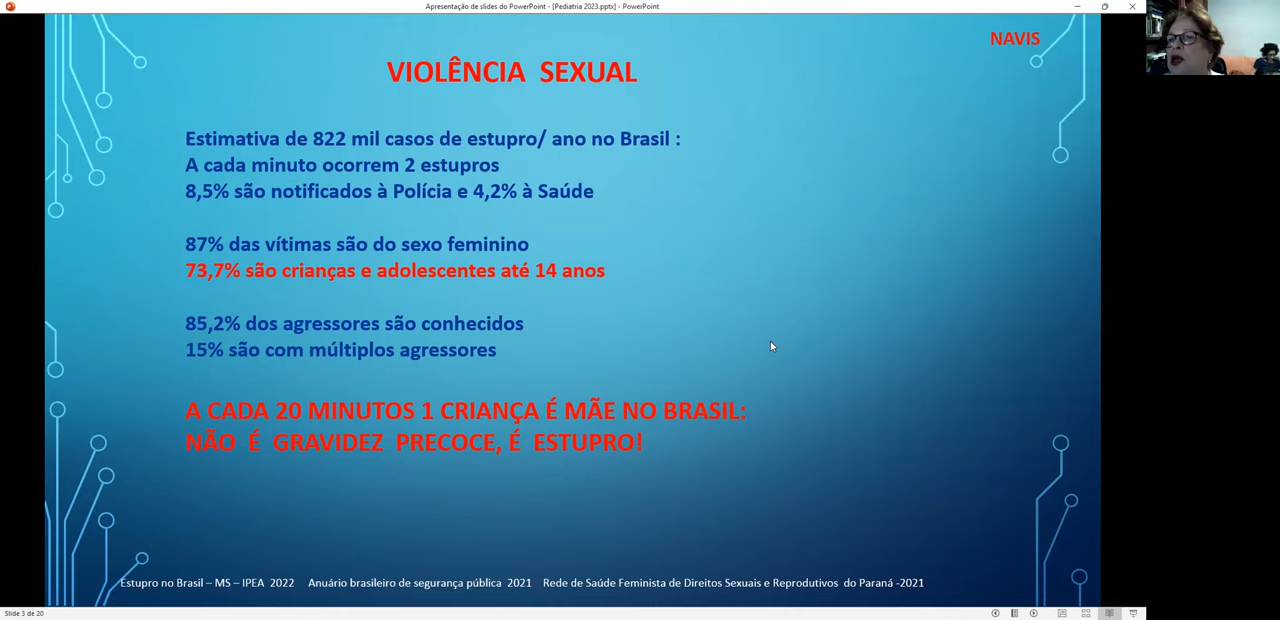 Apresentação de slides do PowerPoint - [Pediatria 2023.pptx] - PowerPoint
NAVIS
VIOLÊNCIA SEXUAL
Estimativa de 822 mil casos de estupro/ ano no Brasil :
A cada minuto ocorrem 2 estupros
8,5% são notificados à Polícia e 4,2% à Saúde
87% das vítimas são do sexo feminino
73,7% são crianças e adolescentes até 14 anos
85,2% dos agressores são conhecidos
15% são com múltiplos agressores
A CADA 20 MINUTOS 1 CRIANÇA É MÃE NO BRASIL:
NÃO É GRAVIDEZ PRECOCE, É ESTUPRO!
Estupro no Brasil – MS – IPEA 2022 Anuário brasileiro de segurança pública 2021 Rede de Saúde Feminista de Direitos Sexuais e Reprodutivos do Paraná -2021
Slide 3 de 20